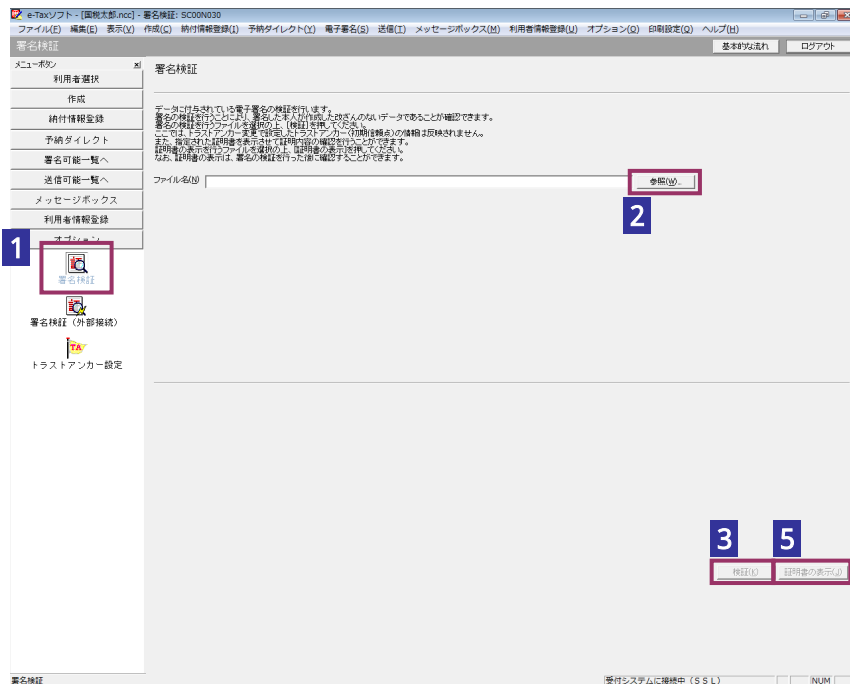 e-Taxソフト - [国税太郎.ncc] - 署名検証: SC00N030
ファイル(F) 編集(E) 表示(V) 作成(C) 納付情報登録(I) 予納ダイレクト(Y) 電子署名(S) 送信(T) メッセージボックス(M) 利用者情報登録(U) オプション(O) 印刷設定(Q) ヘルプ(H)
署名検証 基本的な流れ ログアウト
メニューボタン x
利用者選択
作成
納付情報登録
予納ダイレクト
署名可能一覧へ
送信可能一覧へ
メッセージボックス
利用者情報登録
オプション
1
署名検証
署名検証（外部接続）
TA
トラストアンカー設定
署名検証
データに付与されている電子署名の検証を行います。
署名の検証を行うことにより、署名した本人が作成した改ざんのないデータであることが確認できます。
署名の検証を行うファイルを選択の上、[検証]を押してください。
ここでは、トラストアンカー変更で設定したトラストアンカー(初期信頼点)の情報は反映されません。
また、指定された証明書を表示させて証明内容の確認を行うことができます。
証明書の表示を行うファイルを選択の上、[証明書の表示]を押してください。
なお、証明書の表示は、署名の検証を行った後に確認することができます。
ファイル名(N) 参照(W)..
2
3 5
検証(K) 証明書の表示(J)
署名検証 受付システムに接続中（ＳＳＬ） NUM